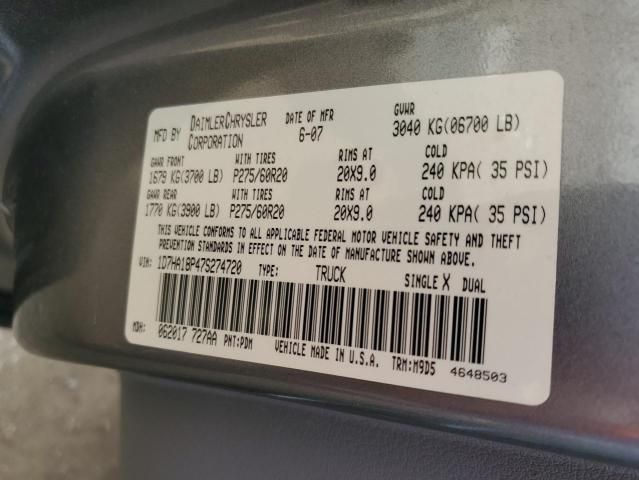 MFD BY DAIMLERCHRYSLER CORPORATION DATE OF MFR 6-07 GVWR 3040 KG(06700 LB)
GAWR FRONT WITH TIRES RIMS AT COLD
1679 KG(3700 LB) P275/60R20 20X9.0 240 KPA( 35 PSI)
GAWR REAR WITH TIRES RIMS AT COLD
1770 KG(3900 LB) P275/60R20 20X9.0 240 KPA( 35 PSI)
THIS VEHICLE CONFORMS TO ALL APPLICABLE FEDERAL MOTOR VEHICLE SAFETY AND THEFT
PREVENTION STANDARDS IN EFFECT ON THE DATE OF MANUFACTURE SHOWN ABOVE.
VIN: 1D7HA18P47S274720 TYPE: TRUCK SINGLE X DUAL
MDH: 062017 727AA PNT:PDM VEHICLE MADE IN U.S.A. TRM:M9D5 4648503